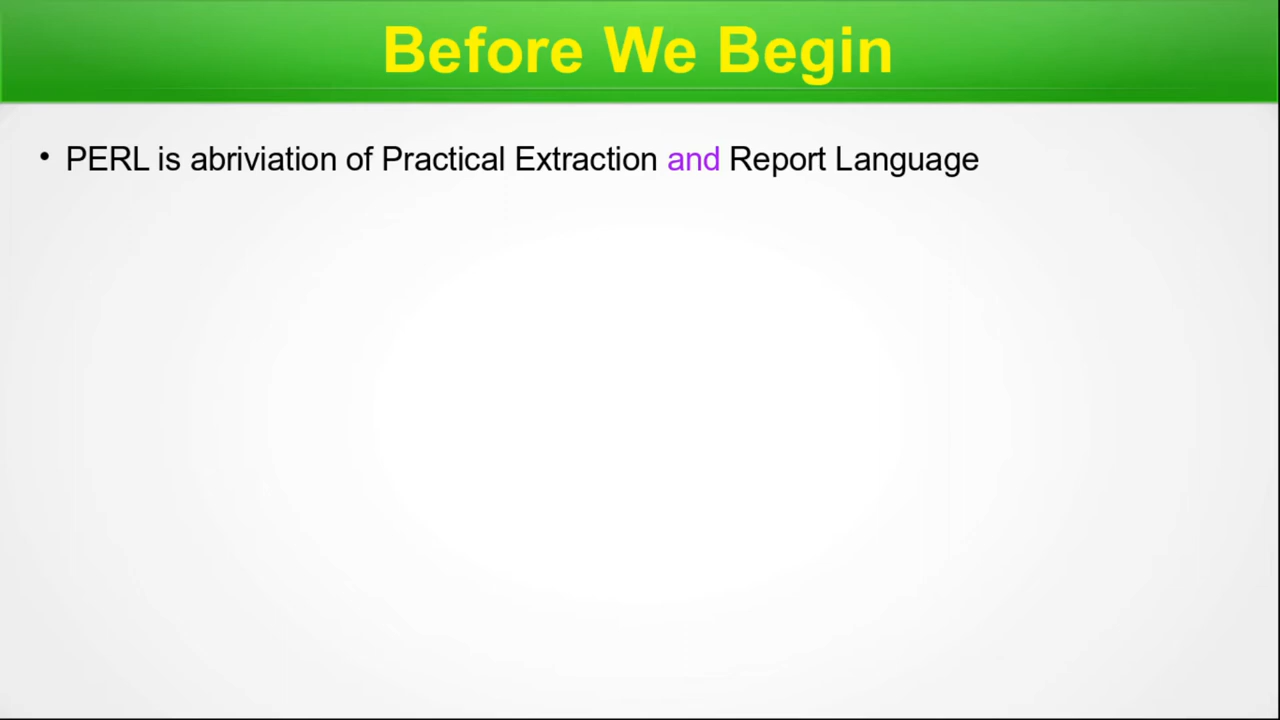 Before We Begin
• PERL is abriviation of Practical Extraction and Report Language